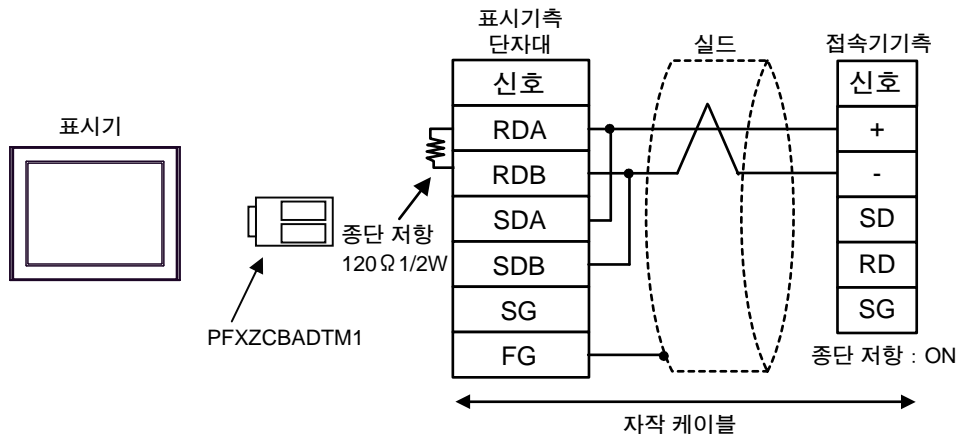 표시기
PFXZCBADTM1
종단 저항
120Ω 1/2W
표시기측
단자대
신호
RDA
RDB
SDA
SDB
SG
FG
실드
접속기기측
신호
+
-
SD
RD
SG
종단 저항 : ON
자작 케이블